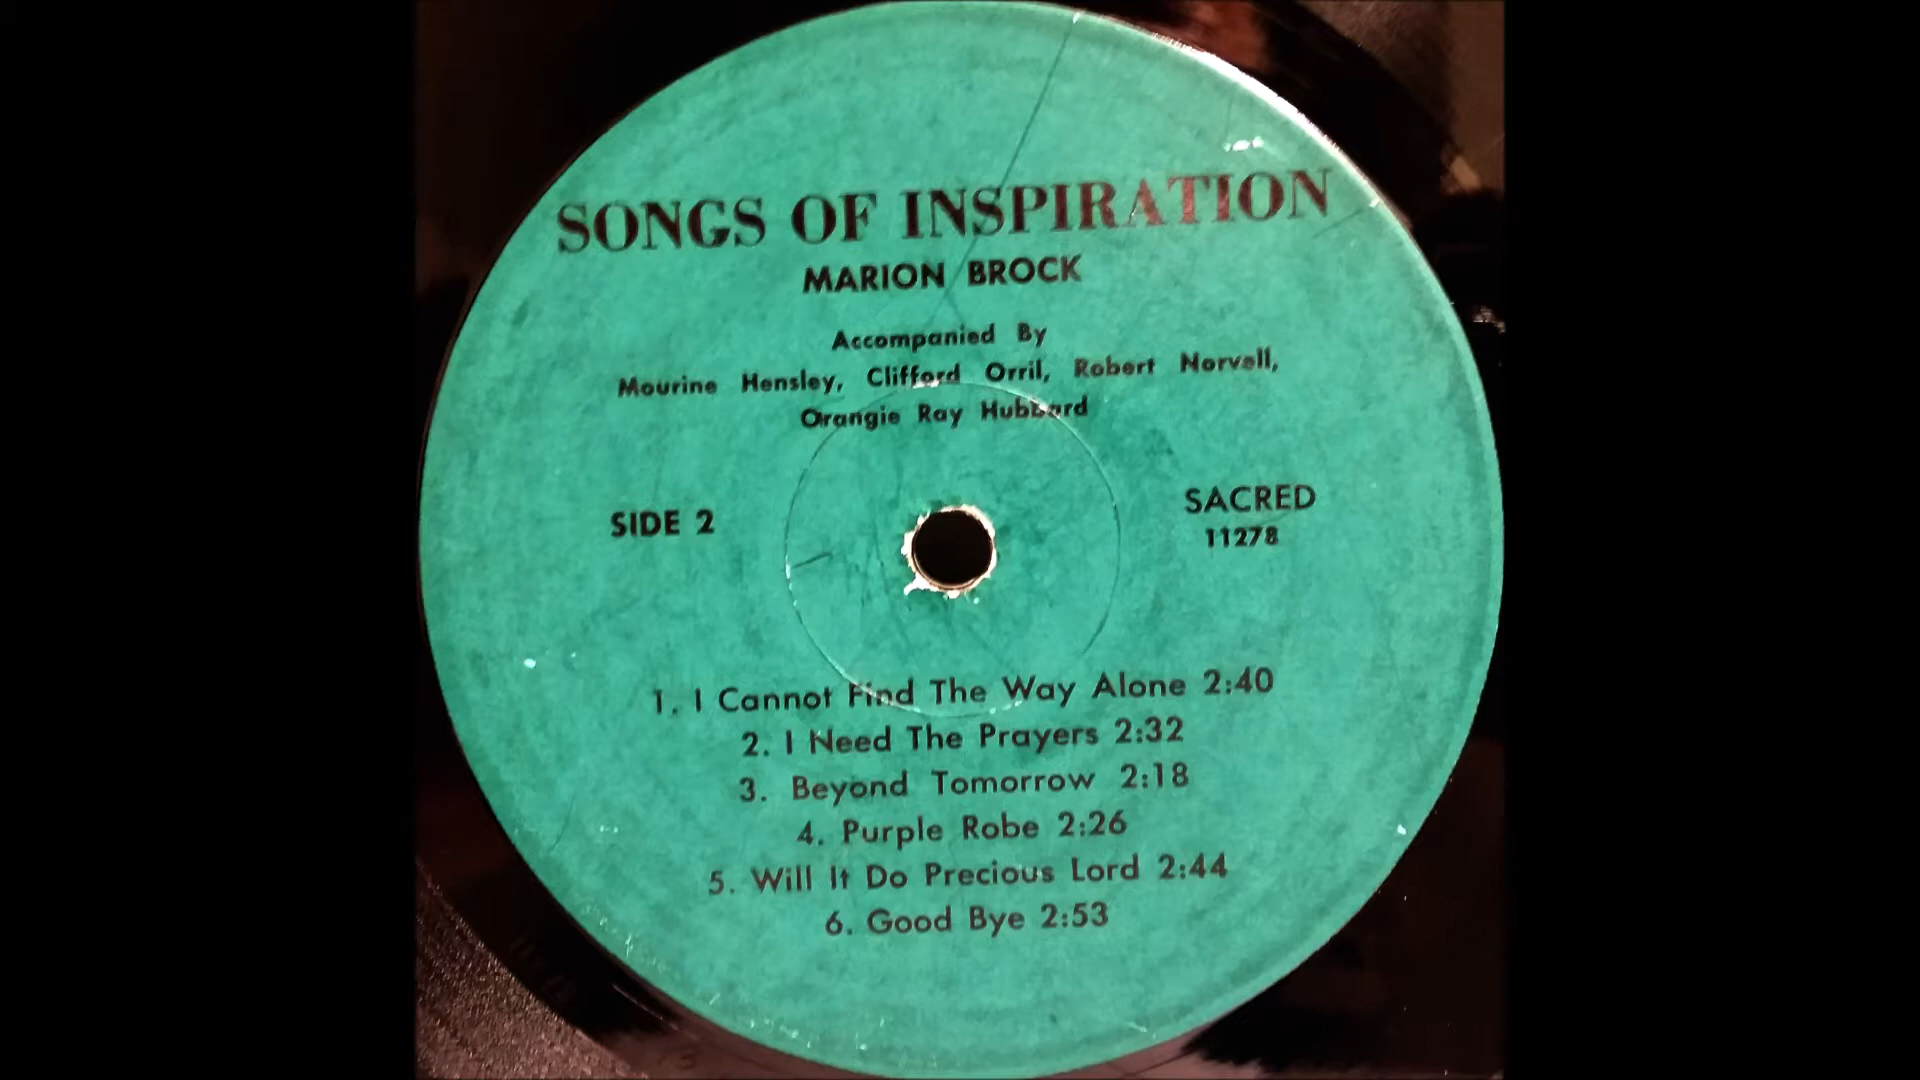 SONGS OF INSPIRATION
MARION BROCK
Accompanied By
Mourine Hensley, Clifford Orril, Robert Norvell,
Orangie Ray Hubbard
SIDE 2
SACRED
11278
1. I Cannot Find The Way Alone 2:40
2. I Need The Prayers 2:32
3. Beyond Tomorrow 2:18
4. Purple Robe 2:26
5. Will It Do Precious Lord 2:44
6. Good Bye 2:53